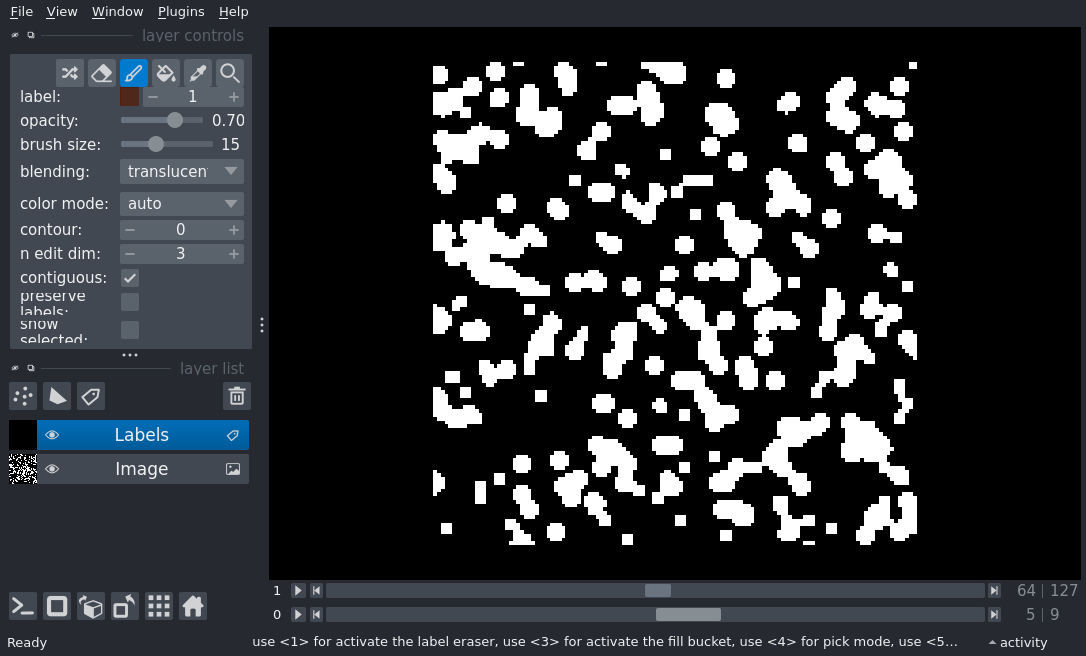 File View Window Plugins Help
layer controls
label: 1
opacity: 0.70
brush size: 15
blending: translucen
color mode: auto
contour: 0
n edit dim: 3
contiguous:
preserve
labels:
show
selected:
layer list
Labels
Image
1 64 | 127
0 5 | 9
Ready use <1> for activate the label eraser, use <3> for activate the fill bucket, use <4> for pick mode, use <5... activity